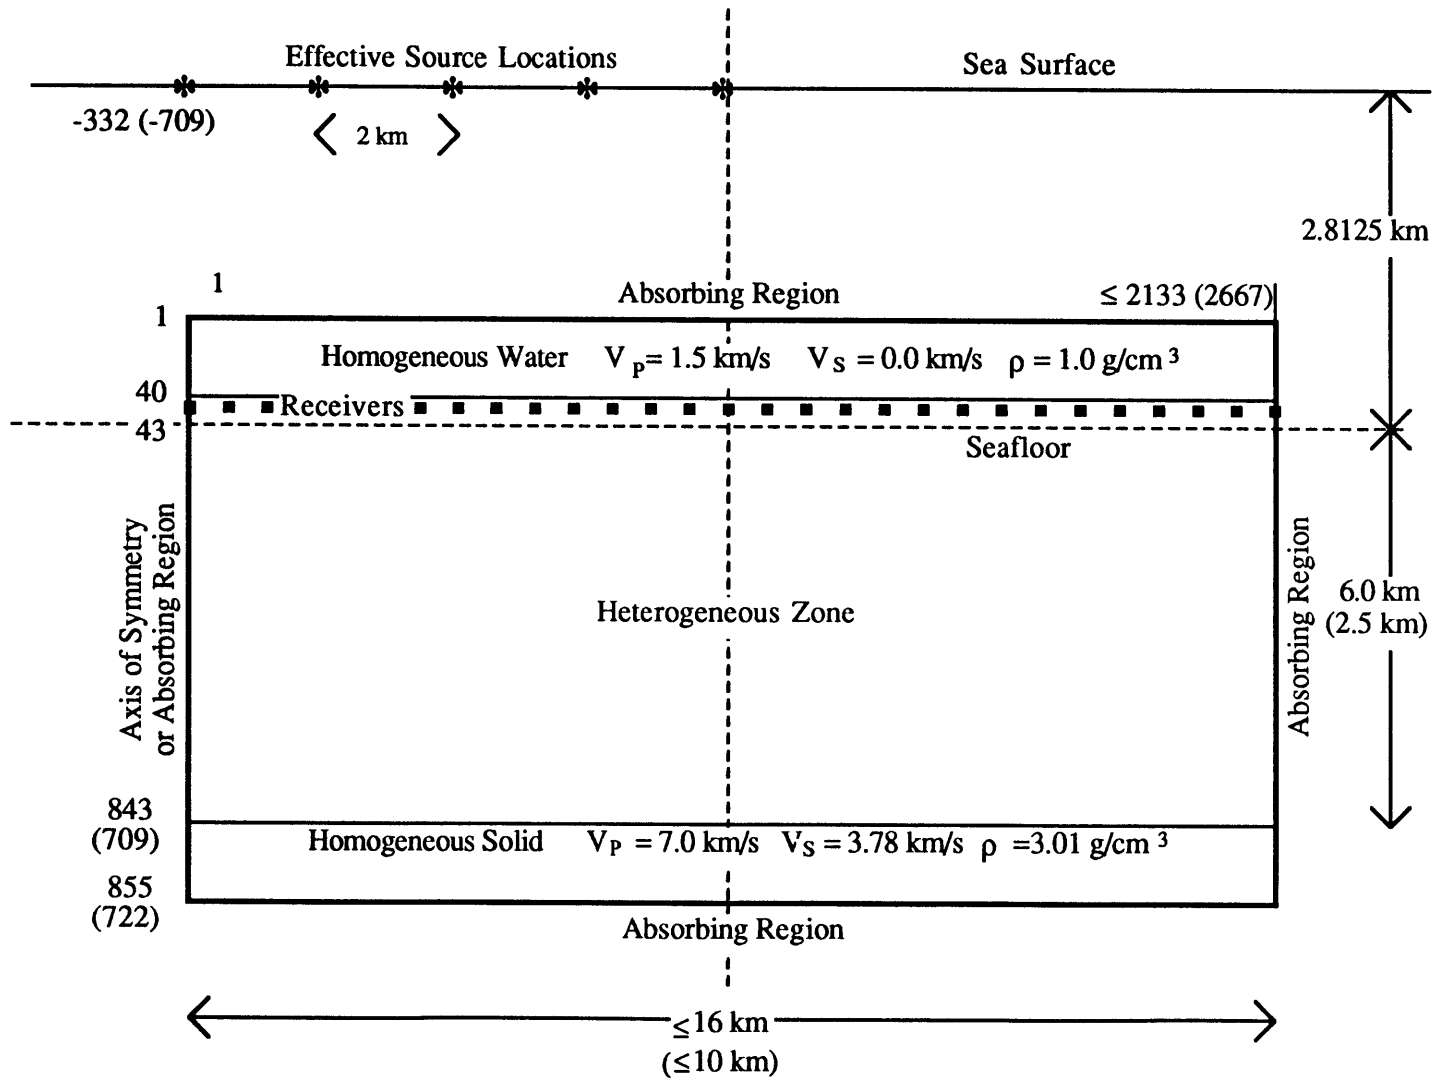 Effective Source Locations
Sea Surface
-332 (-709)
2 km
2.8125 km
1
Absorbing Region
≤ 2133 (2667)
1
Homogeneous Water V P= 1.5 km/s V S = 0.0 km/s ρ = 1.0 g/cm 3
40
Receivers
43
Seafloor
Axis of Symmetry
or Absorbing Region
Heterogeneous Zone
Absorbing Region
6.0 km
(2.5 km)
843
(709)
Homogeneous Solid V P = 7.0 km/s V S = 3.78 km/s ρ =3.01 g/cm 3
855
(722)
Absorbing Region
≤16 km
(≤10 km)